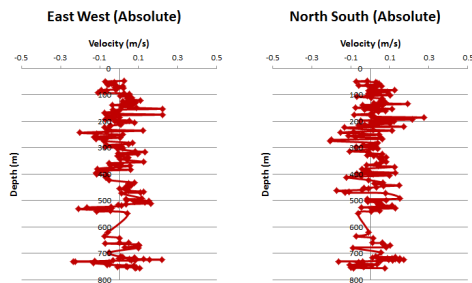 East West (Absolute)
North South (Absolute)
Velocity (m/s)
Velocity (m/s)
-0.5 -0.3 -0.1 0.1 0.3 0.5
-0.5 -0.3 -0.1 0.1 0.3 0.5
0
100
200
300
400
500
600
700
800
Depth (m)
0
100
200
300
400
500
600
700
800
Depth (m)